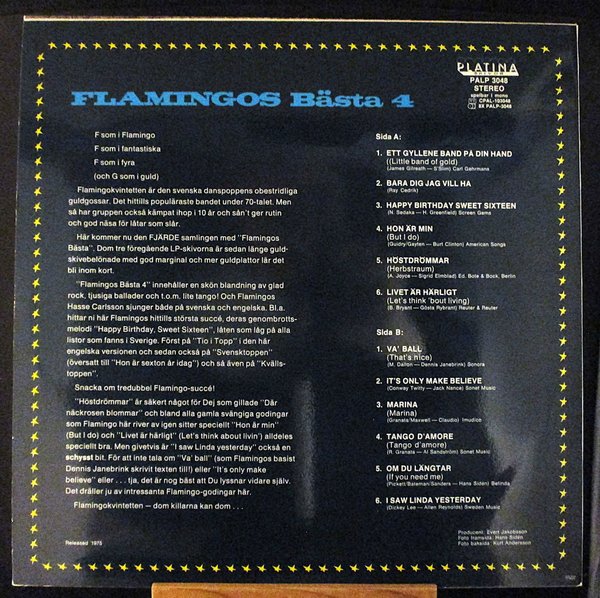 PLATINA
PALP 3048
STEREO
spelbar i mono
CPAL-103048
8X PALP-3048
FLAMINGOS Bästa 4
F som i Flamingo
F som i fantastiska
F som i fyra
(och G som i guld)
Flamingokvintetten är den svenska danspoppens obestridliga
guldgossar. Det hittills populäraste bandet under 70-talet. Men
så har gruppen också kämpat ihop i 10 år och sån't ger rutin
och god näsa för låtar som slår.
Här kommer nu den FJÄRDE samlingen med "Flamingos
Bästa". Dom tre föregående LP-skivorna är sedan länge guld-
skivebelönade med god marginal och mer guldplattor lär det
bli inom kort.
"Flamingos Bästa 4" innehåller en skön blandning av glad
rock, tjusiga ballader och t.o.m. lite tango! Och Flamingos
Hasse Carlsson sjunger både på svenska och engelska. Bl.a.
hittar ni här Flamingos hittills största succé, deras genombrotts-
melodi "Happy Birthday, Sweet Sixteen", låten som låg på alla
listor som fanns i Sverige. Först på "Tio i Topp" i den här
engelska versionen och sedan också på "Svensktoppen"
(översatt till "Hon är sexton år idag") och så även på "Kvälls-
toppen".
Snacka om tredubbel Flamingo-succé!
"Höstdrömmar" är säkert något för Dej som gillade "Där
näckrosen blommar" och bland alla gamla svängiga godingar
som Flamingo här river av igen sitter speciellt "Hon är min"
(But I do) och "Livet är härligt" (Let's think about livin') alldeles
speciellt bra. Men givetvis är "I saw Linda yesterday" också en
schysst bit. För att inte tala om "Va' ball" (som Flamingos basist
Dennis Janebrink skrivit texten till!) eller "It's only make
believe" eller . . . tja, det är nog bäst att Du lyssnar vidare själv.
Det dräller ju av intressanta Flamingo-godingar här.
Flamingokvintetten — dom killarna kan dom . . .
Released 1975
Sida A:
1. ETT GYLLENE BAND PÅ DIN HAND
((Little band of gold)
(James Gilreath — S'Slim) Carl Gehrmans
2. BARA DIG JAG VILL HA
(Ray Cedrik)
3. HAPPY BIRTHDAY SWEET SIXTEEN
(N. Sedaka — H. Greenfield) Screen Gems
4. HON ÄR MIN
(But I do)
(Guidry/Gayten — Burt Clinton) American Songs
5. HÖSTDRÖMMAR
(Herbstraum)
(A. Joyce — Sigrid Elmblad) Ed. Bote & Bock, Berlin
6. LIVET ÄR HÄRLIGT
(Let's think 'bout living)
(B. Bryant — Gösta Rybrant) Reuter & Reuter
Sida B:
1. VA' BALL
(That's nice)
(M. Gallon — Dennis Janebrink) Sonora
2. IT'S ONLY MAKE BELIEVE
(Conway Twitty — Jack Nance) Sonet Music
3. MARINA
(Marina)
(Granata/Maxwell — Claudio) Imudico
4. TANGO D'AMORE
(Tango d'amore)
(R. Granata — Al Sandström) Sonet Music
5. OM DU LÄNGTAR
(If you need me)
(Pickett/Bateman/Sanders — Hans Sidén) Belinda
6. I SAW LINDA YESTERDAY
(Dickey Lee — Allen Reynolds) Sweden Music
Producent: Evert Jakobsson
Foto framsida: Hans Sidén
Foto baksida: Kurt Andersson